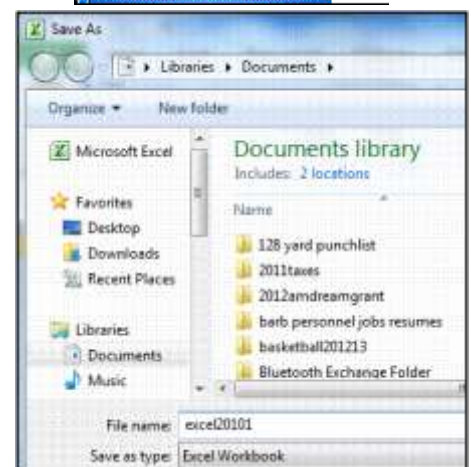 Save As
Libraries ▸ Documents ▸
Organize New folder
Microsoft Excel
Favorites
Desktop
Downloads
Recent Places
Libraries
Documents
Music
Documents library
Includes: 2 locations
Name
128 yard punchlist
2011taxes
2012amdreamgrant
barb personnel jobs resumes
basketball201213
Bluetooth Exchange Folder
File name: excel20101
Save as type: Excel Workbook